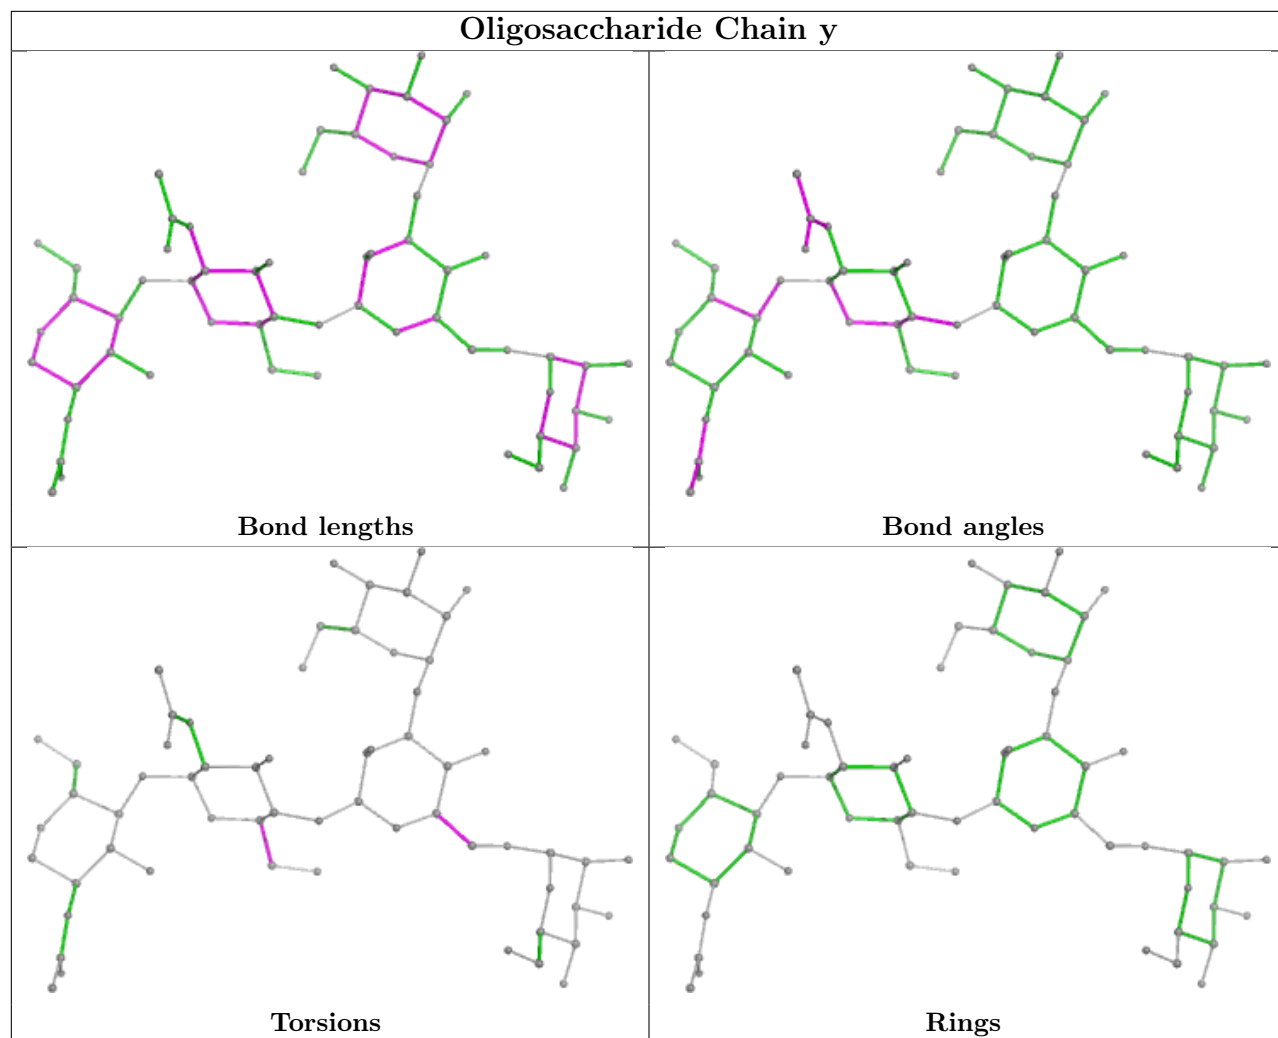 Oligosaccharide Chain y
Bond lengths
Bond angles
Torsions
Rings